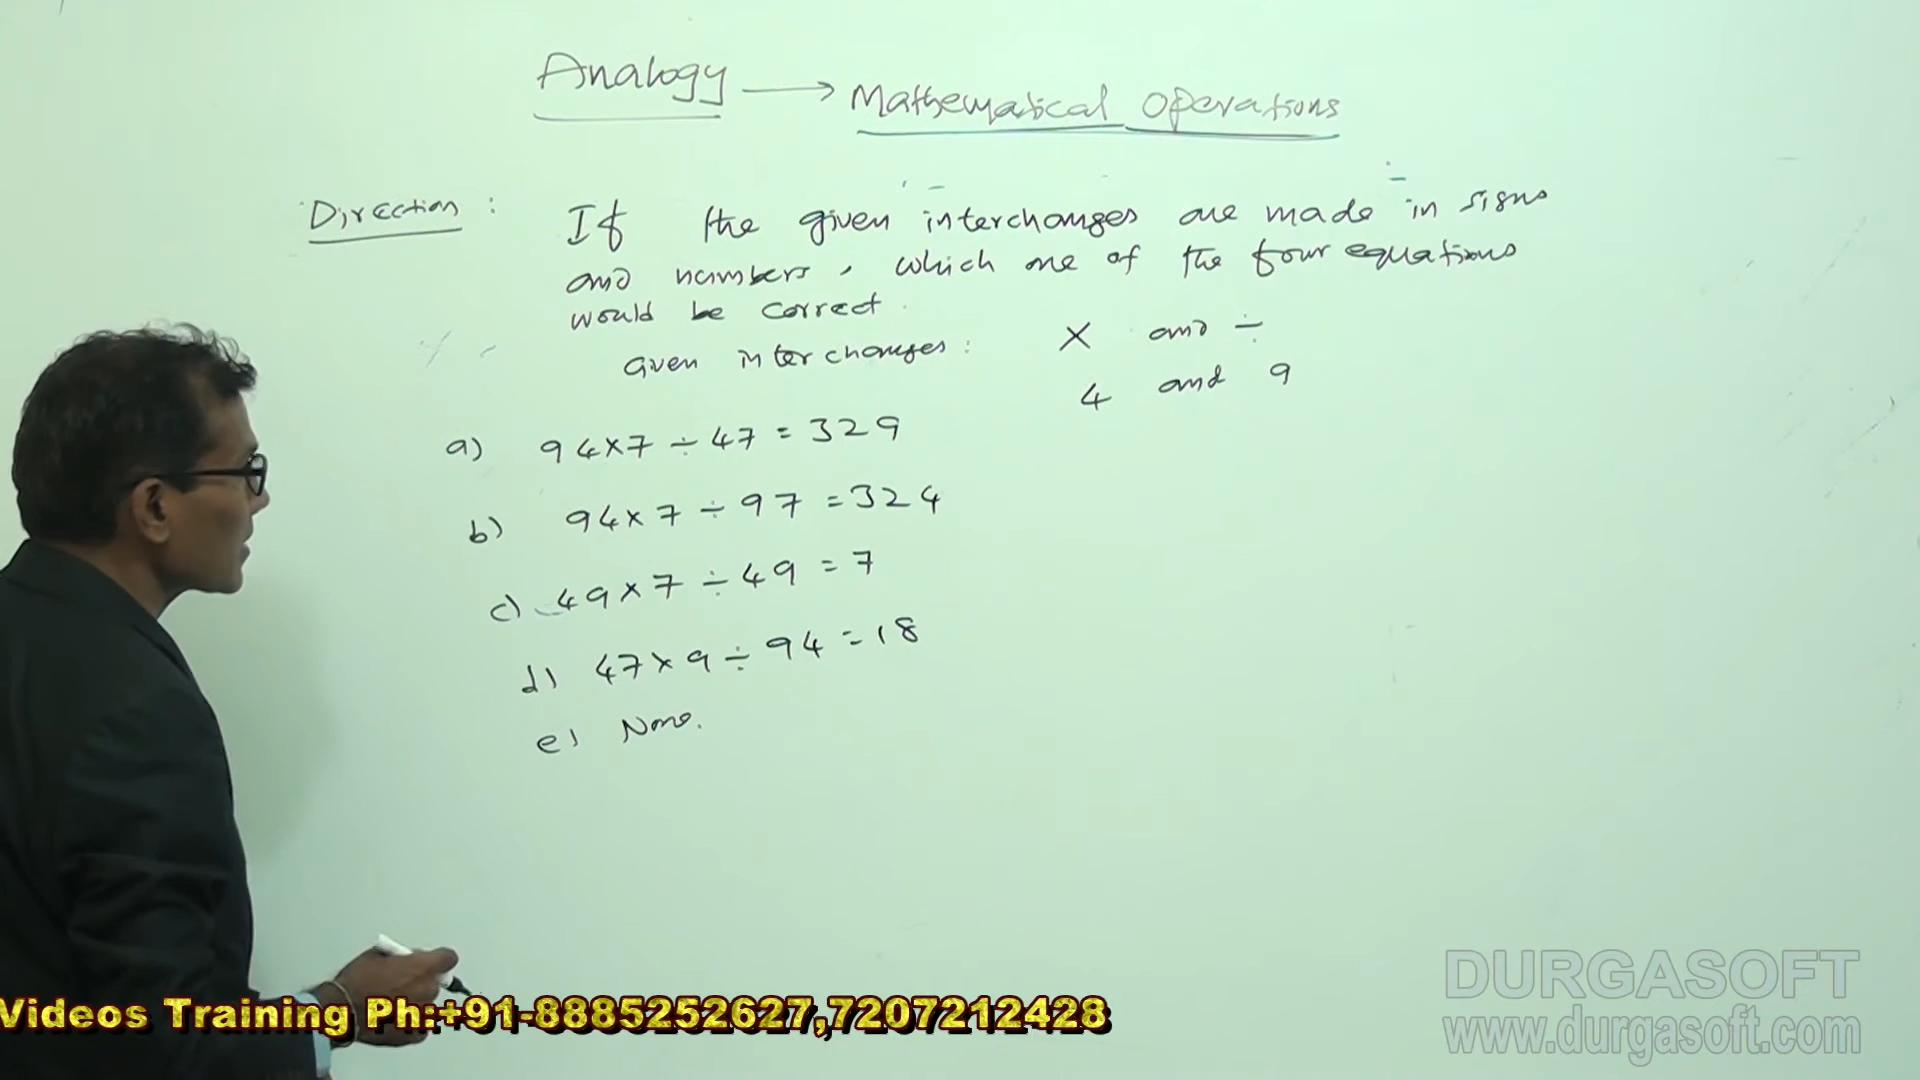 Analogy → Mathematical Operations
Direction : If the given interchanges are made in signs
and numbers, which one of the four equations
would be correct.
Given interchanges : × and ÷
4 and 9
a) 94×7 ÷ 47 = 329
b) 94×7 ÷ 97 = 324
c) 49×7 ÷ 49 = 7
d) 47×9 ÷ 94 = 18
e) None.
DURGASOFT
www.durgasoft.com
Videos Training Ph:+91-8885252627,7207212428